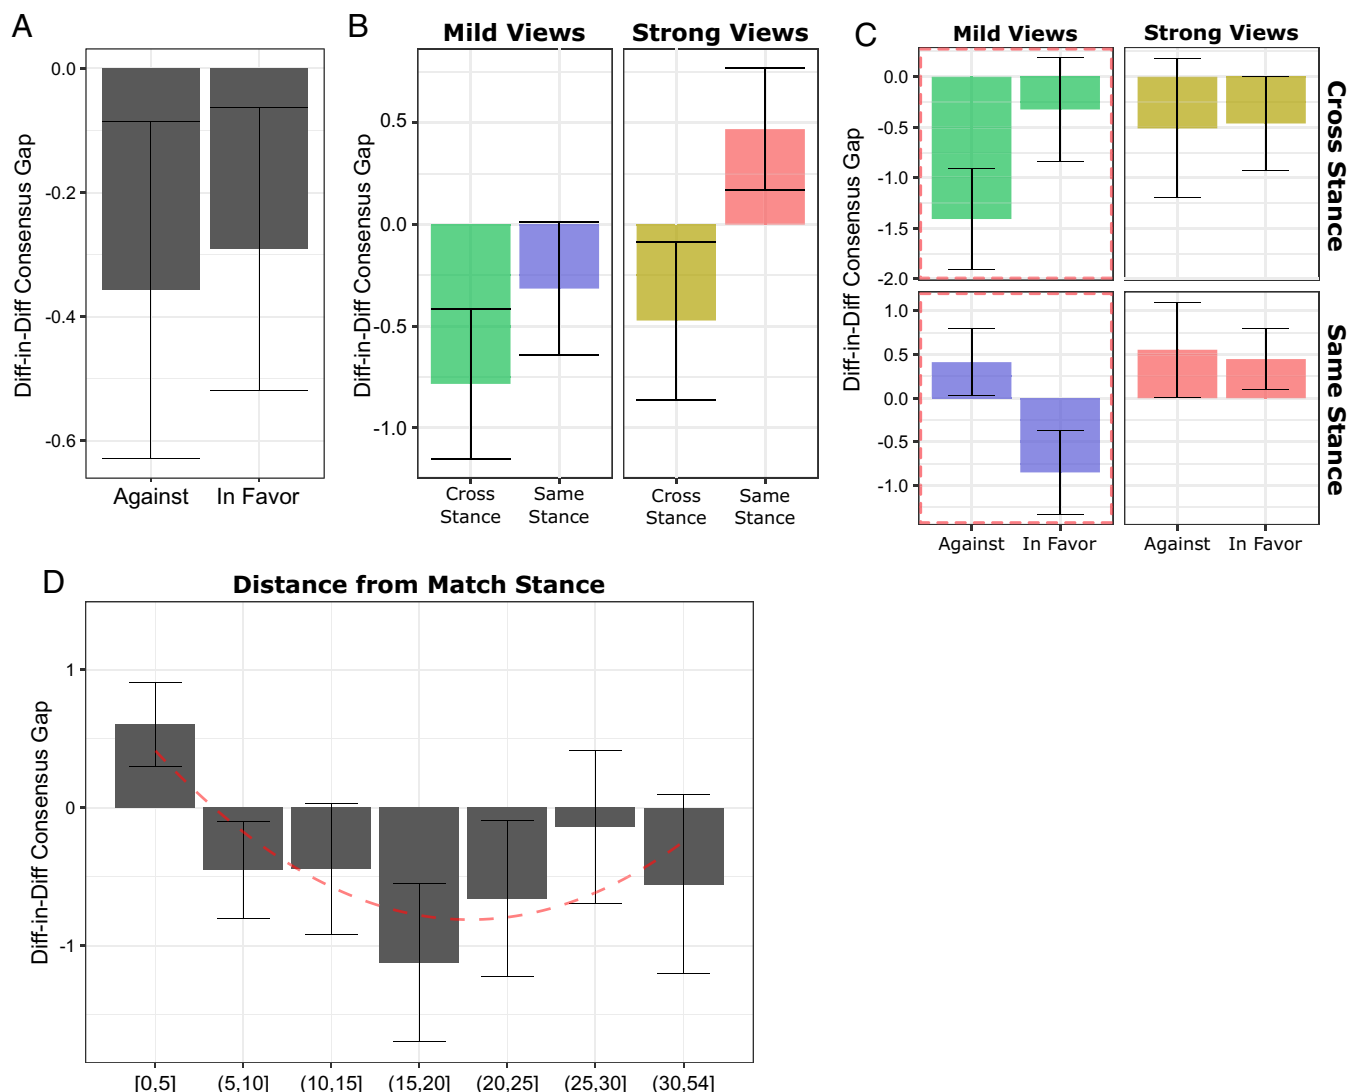 A
0.0
-0.2
-0.4
-0.6
Diff-in-Diff Consensus Gap
Against
In Favor
B
Mild Views
Strong Views
0.5
0.0
-0.5
-1.0
Diff-in-Diff Consensus Gap
Cross
Stance
Same
Stance
Cross
Stance
Same
Stance
C
Mild Views
Strong Views
0.0
-0.5
-1.0
-1.5
-2.0
Cross Stance
Diff-in-Diff Consensus Gap
1.0
0.5
0.0
-0.5
-1.0
Same Stance
Against
In Favor
Against
In Favor
D
Distance from Match Stance
1
0
-1
Diff-in-Diff Consensus Gap
[0,5]
(5,10]
(10,15]
(15,20]
(20,25]
(25,30]
(30,54]